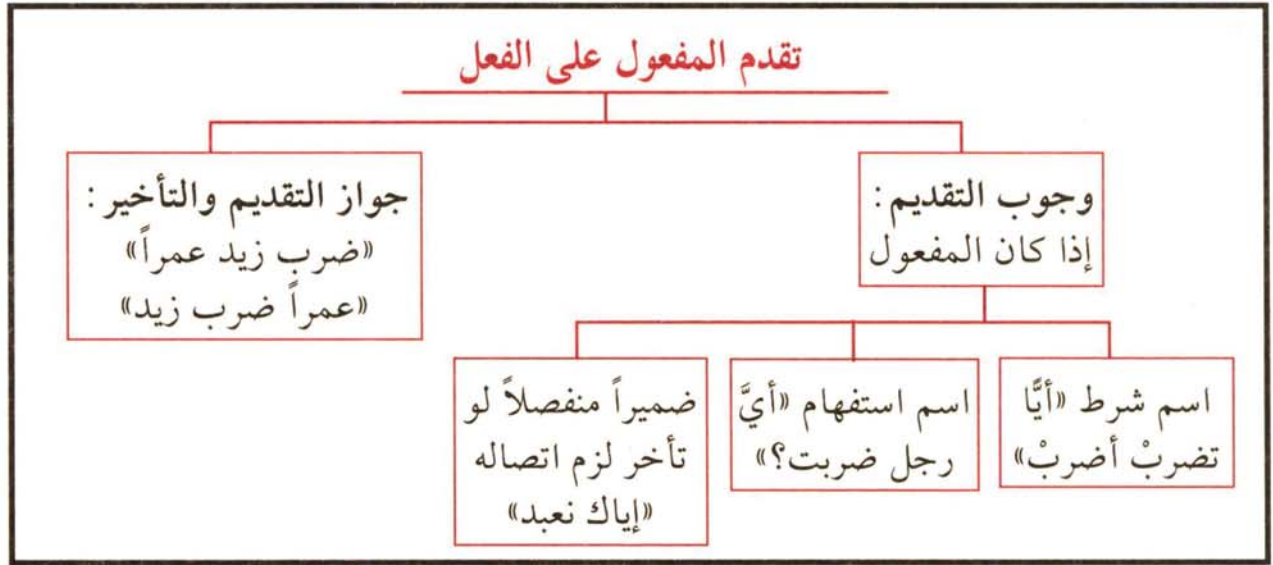 تقدم المفعول على الفعل
وجوب التقديم :
إذا كان المفعول
جواز التقديم والتأخير :
«ضرب زيد عمراً»
«عمراً ضرب زيد»
اسم شرط «أيًّا
تضربْ أضربْ»
اسم استفهام «أيَّ
رجل ضربت؟»
ضميراً منفصلاً لو
تأخر لزم اتصاله
«إياك نعبد»